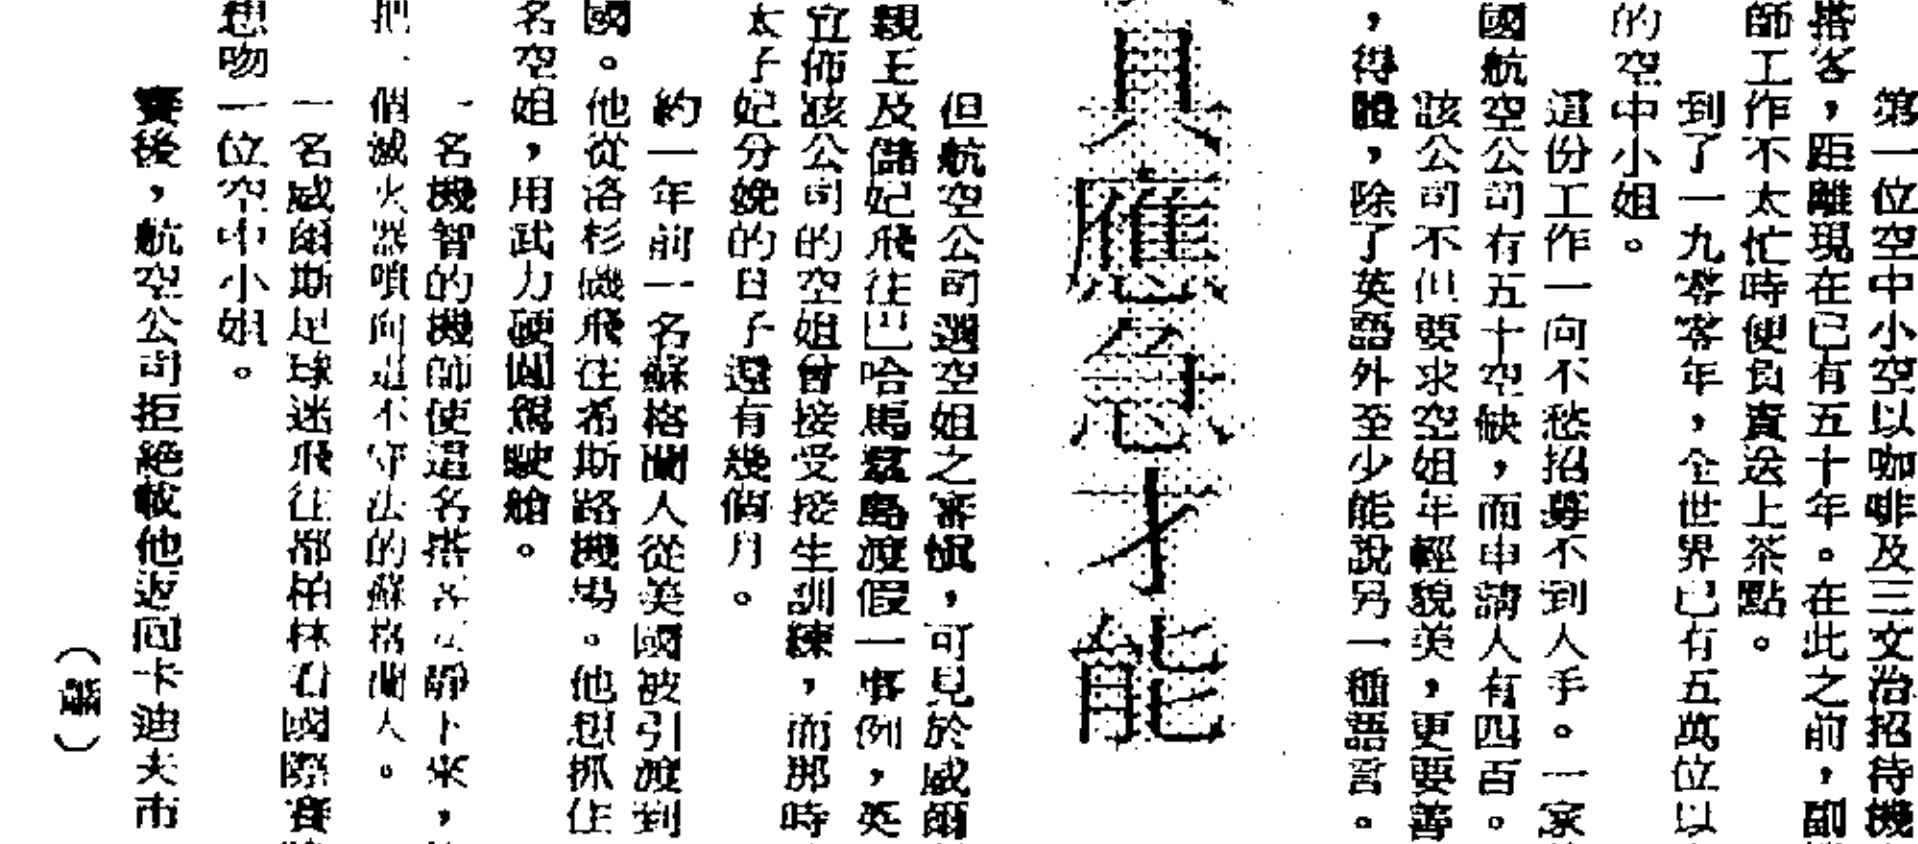 第一位空中小空以咖啡及三文治招待機
搭客，距離現在已有五十年。在此之前，副
師工作不太忙時便負責送上茶點。
到了一九零零年，全世界已有五萬位以
的空中小姐。
這份工作一向不愁招募不到人手。一家
國航空公司有五十空缺，而申請人有四百。
該公司不但要求空姐年輕貌美，更要善
，得體，除了英語外至少能說另一種語言。
具應急才能
但航空公司選空姐之審慎，可見於威爾
親王及儲妃飛往巴哈馬羣島渡假一事例，英
宣佈該公司的空姐曾接受接生訓練，而那時
太子妃分娩的日子還有幾個月。
約一年前一名蘇格蘭人從美國被引渡到
國。他從洛杉磯飛往希斯路機場。他想抓住
名空姐，用武力硬闖駕駛艙。
一名機智的機師使這名搭客安靜下來，
把一個滅火器噴向這不守法的蘇格蘭人。
一名威爾斯足球迷飛往都柏林看國際賽
想吻一位空中小姐。
賽後，航空公司拒絕載他返回卡迪夫市